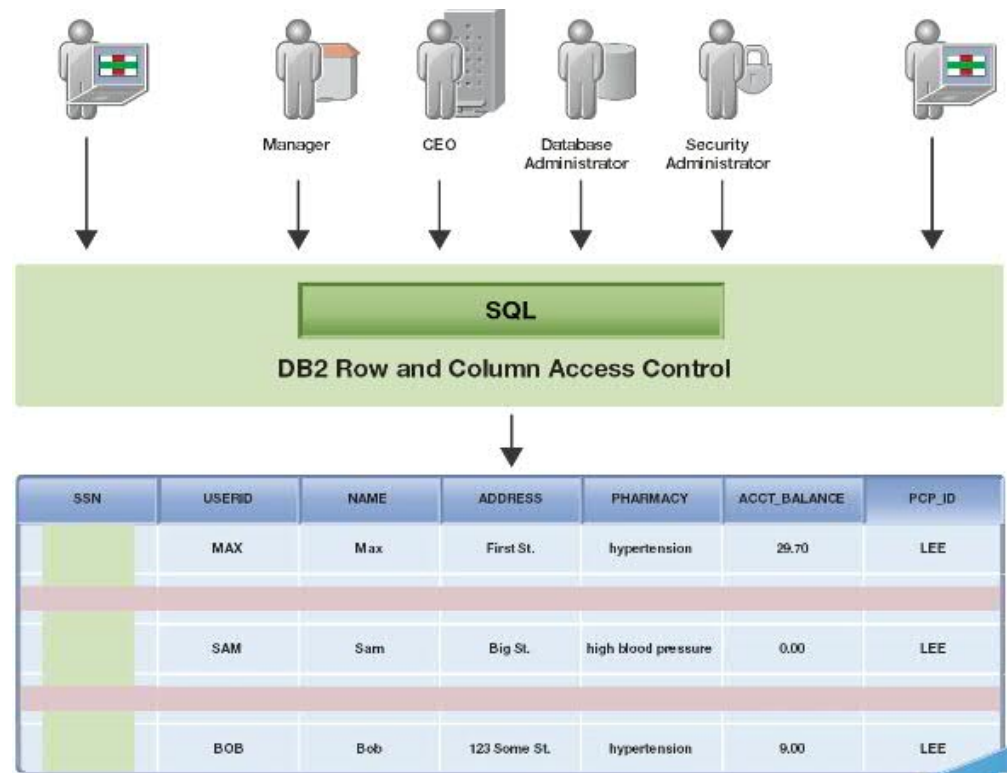 Manager
CEO
Database
Administrator
Security
Administrator
SQL
DB2 Row and Column Access Control
SSN USERID NAME ADDRESS PHARMACY ACCT_BALANCE PCP_ID
MAX Max First St. hypertension 29.70 LEE
SAM Sam Big St. high blood pressure 0.00 LEE
BOB Bob 123 Some St. hypertension 9.00 LEE